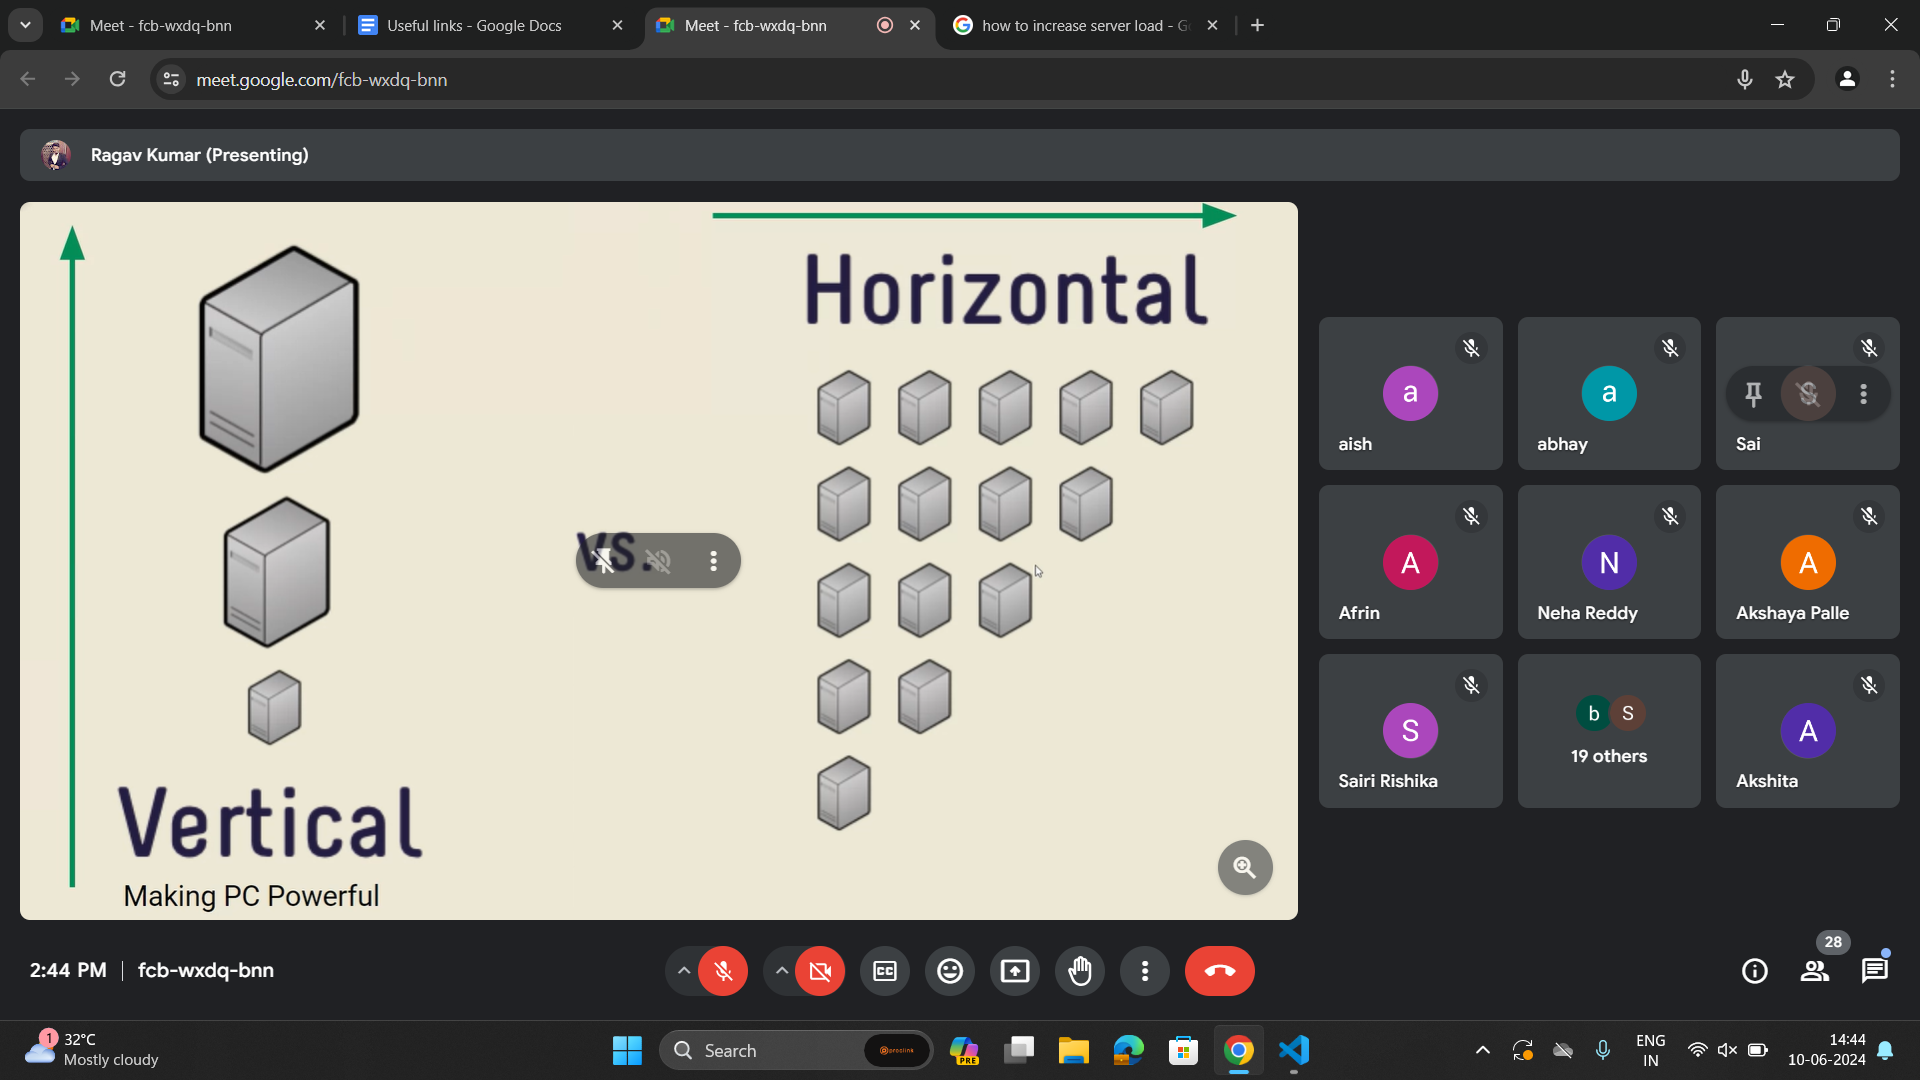 Meet - fcb-wxdq-bnn
Useful links - Google Docs
Meet - fcb-wxdq-bnn
how to increase server load - G
meet.google.com/fcb-wxdq-bnn
Ragav Kumar (Presenting)
Horizontal
vs.
Vertical
Making PC Powerful
a
aish
a
abhay
Sai
A
Afrin
N
Neha Reddy
A
Akshaya Palle
S
Sairi Rishika
b S
19 others
A
Akshita
2:44 PM | fcb-wxdq-bnn
CC
28
1
32°C
Mostly cloudy
Search
proclink
PRE
ENG
IN
14:44
10-06-2024